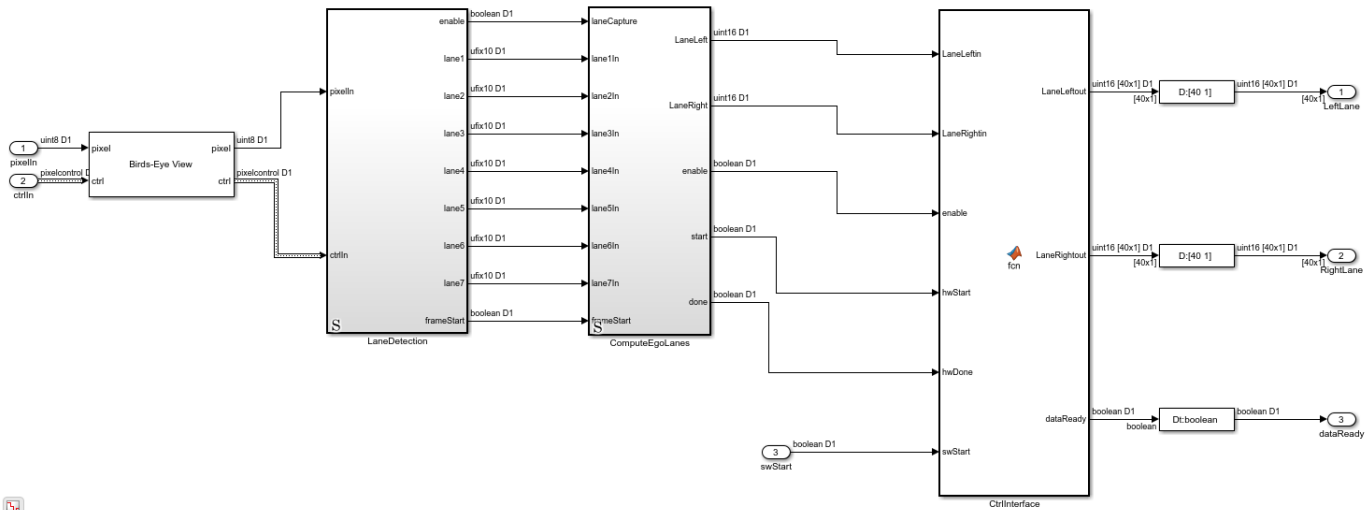 1
pixelIn
uint8 D1
2
ctrlIn
pixelcontrol D
pixel
ctrl
Birds-Eye View
pixel
ctrl
uint8 D1
pixelcontrol D1
pixelIn
ctrlIn
enable
lane1
lane2
lane3
lane4
lane5
lane6
lane7
frameStart
S
LaneDetection
boolean D1
ufix10 D1
ufix10 D1
ufix10 D1
ufix10 D1
ufix10 D1
ufix10 D1
ufix10 D1
boolean D1
laneCapture
lane1In
lane2In
lane3In
lane4In
lane5In
lane6In
lane7In
frameStart
S
LaneLeft
LaneRight
enable
start
done
ComputeEgoLanes
uint16 D1
uint16 D1
boolean D1
boolean D1
boolean D1
3
swStart
boolean D1
LaneLeftin
LaneRightin
enable
hwStart
hwDone
swStart
fcn
LaneLeftout
LaneRightout
dataReady
CtrlInterface
uint16 [40x1] D1
[40x1]
D:[40 1]
uint16 [40x1] D1
[40x1]
1
LeftLane
uint16 [40x1] D1
[40x1]
D:[40 1]
uint16 [40x1] D1
[40x1]
2
RightLane
boolean D1
boolean
Dt:boolean
boolean D1
3
dataReady